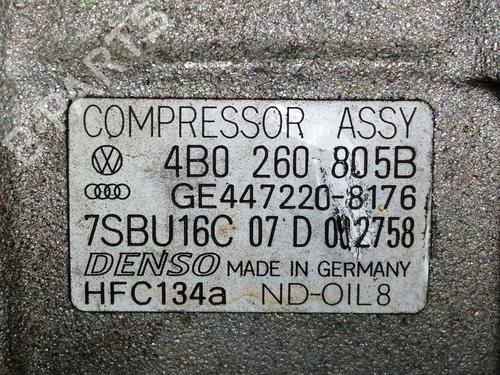 COMPRESSOR ASSY
4B0 260 805B
GE447220-8176
7SBU16C 07 D 002758
DENSO MADE IN GERMANY
HFC134a ND-OIL8